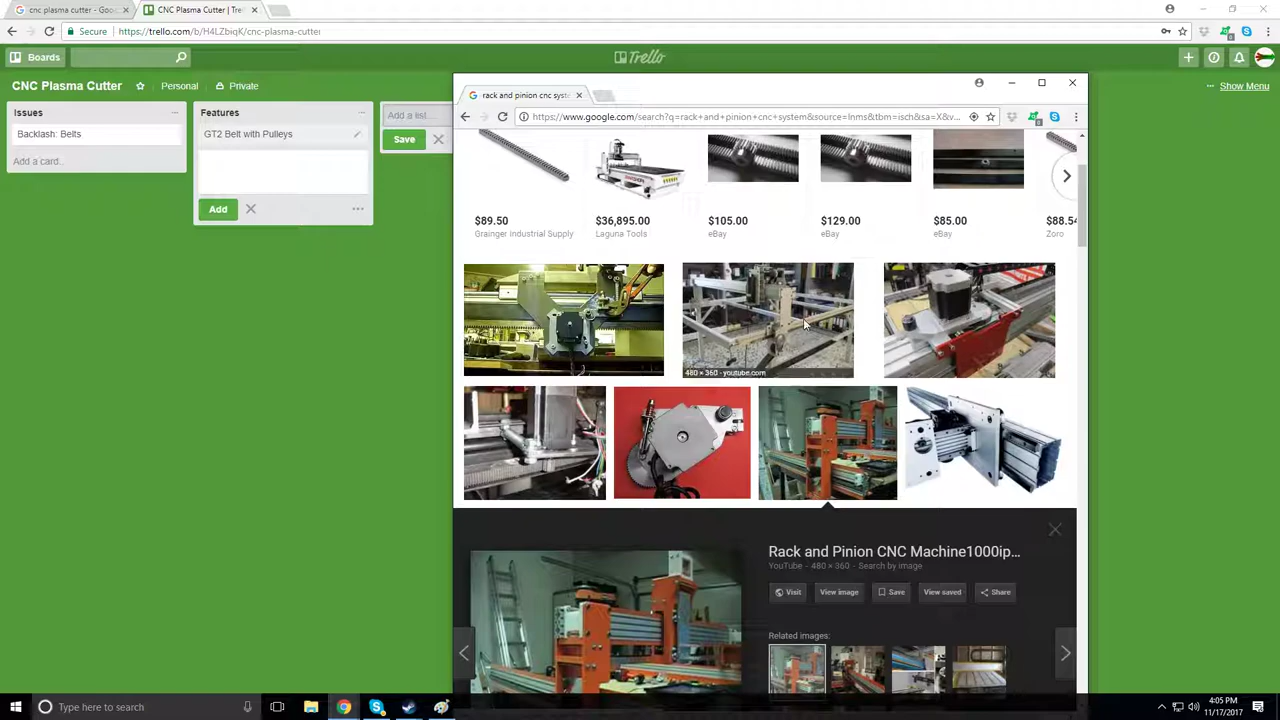 cnc plasma cutter - Goo
CNC Plasma Cutter | Trell
Secure
https://trello.com/b/H4LZbiqK/cnc-plasma-cutter
Boards
Trello
CNC Plasma Cutter
Personal
Private
Show Menu
Issues
Backlash: Belts
Add a card...
Features
GT2 Belt with Pulleys
Add
Add a list...
Save
rack and pinion cnc syst
https://www.google.com/search?q=rack+and+pinion+cnc+system&source=lnms&tbm=isch&sa=X&v...
$89.50
Grainger Industrial Supply
$36,895.00
Laguna Tools
$105.00
eBay
$129.00
eBay
$85.00
eBay
$88.54
Zoro
480 × 360 - youtube.com
Rack and Pinion CNC Machine1000ip...
YouTube - 480 × 360 - Search by image
Visit
View image
Save
View saved
Share
Related images:
Type here to search
4:05 PM
11/17/2017